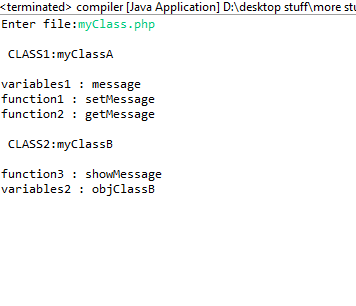 <terminated> compiler [Java Application] D:\desktop stuff\more stu
Enter file:myClass.php
CLASS1:myClassA
variables1 : message
function1 : setMessage
function2 : getMessage
CLASS2:myClassB
function3 : showMessage
variables2 : objClassB